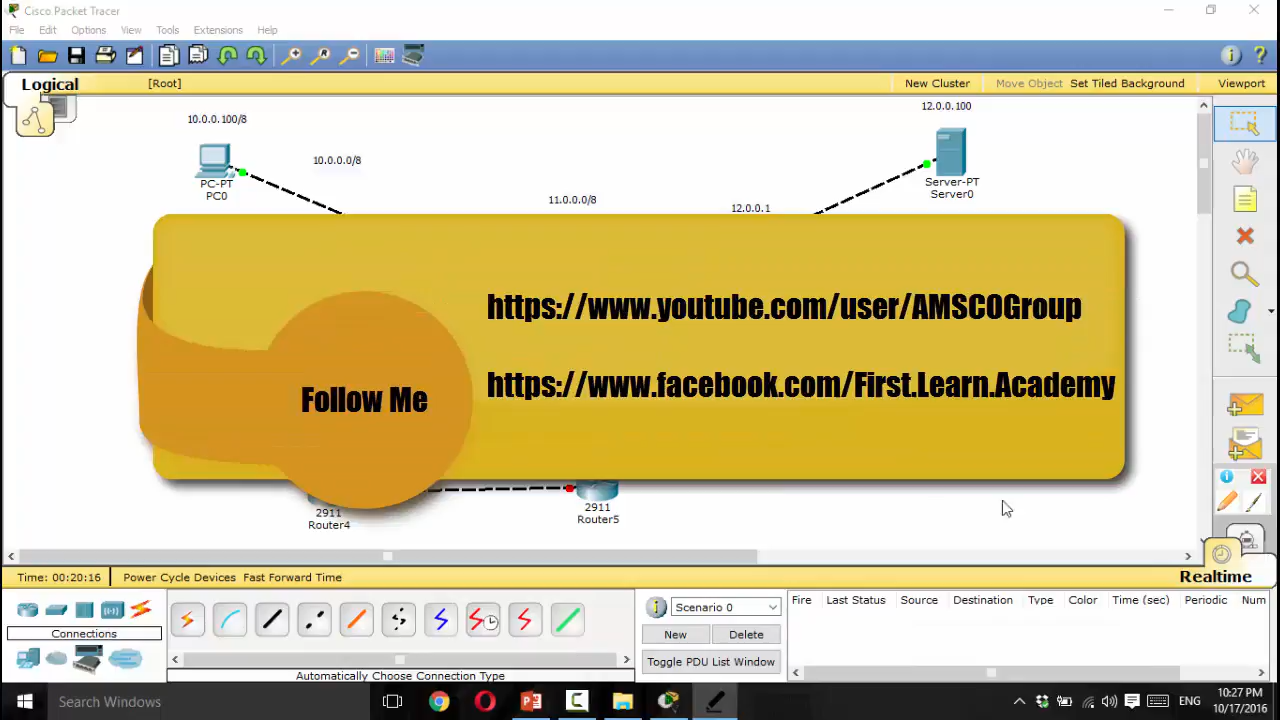 Cisco Packet Tracer
File Edit Options View Tools Extensions Help
Logical [Root] New Cluster Move Object Set Tiled Background Viewport
12.0.0.100
10.0.0.100/8
10.0.0.0/8
PC-PT
PC0
Server-PT
Server0
11.0.0.0/8
12.0.0.1
https://www.youtube.com/user/AMSCOGroup
https://www.facebook.com/First.Learn.Academy
Follow Me
2911
Router4
2911
Router5
Realtime
Time: 00:20:16 Power Cycle Devices Fast Forward Time
Connections
Automatically Choose Connection Type
Scenario 0
New Delete
Toggle PDU List Window
Fire Last Status Source Destination Type Color Time (sec) Periodic Num
Search Windows
ENG
10:27 PM
10/17/2016